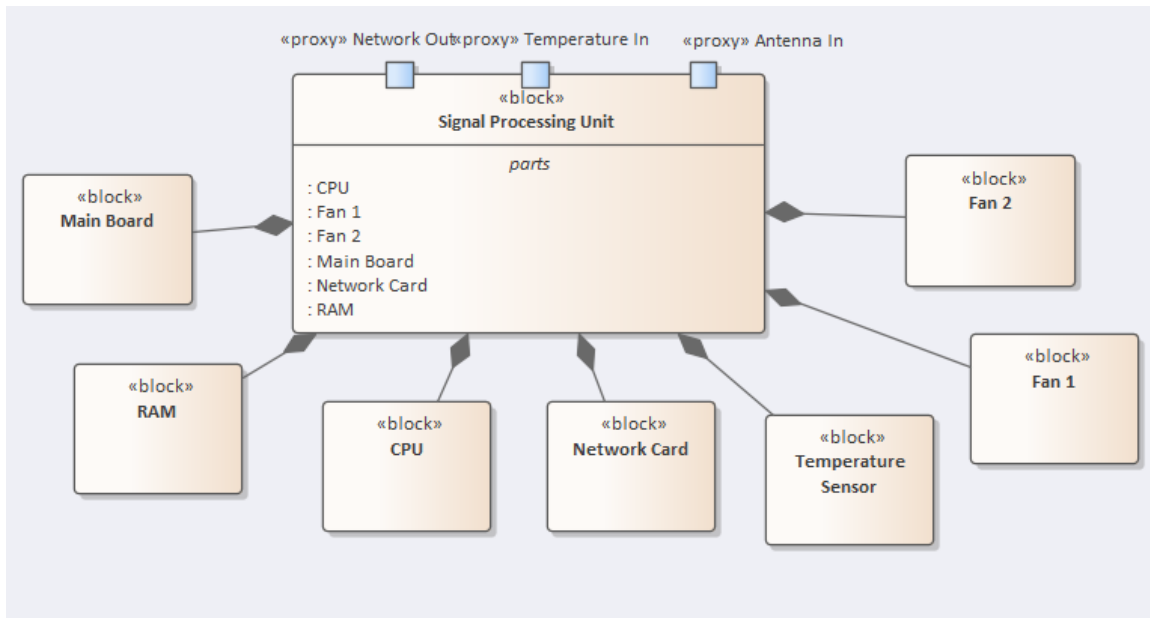 «proxy» Network Out
«proxy» Temperature In
«proxy» Antenna In
«block»
Signal Processing Unit
parts
: CPU
: Fan 1
: Fan 2
: Main Board
: Network Card
: RAM
«block»
Main Board
«block»
Fan 2
«block»
Fan 1
«block»
RAM
«block»
CPU
«block»
Network Card
«block»
Temperature
Sensor